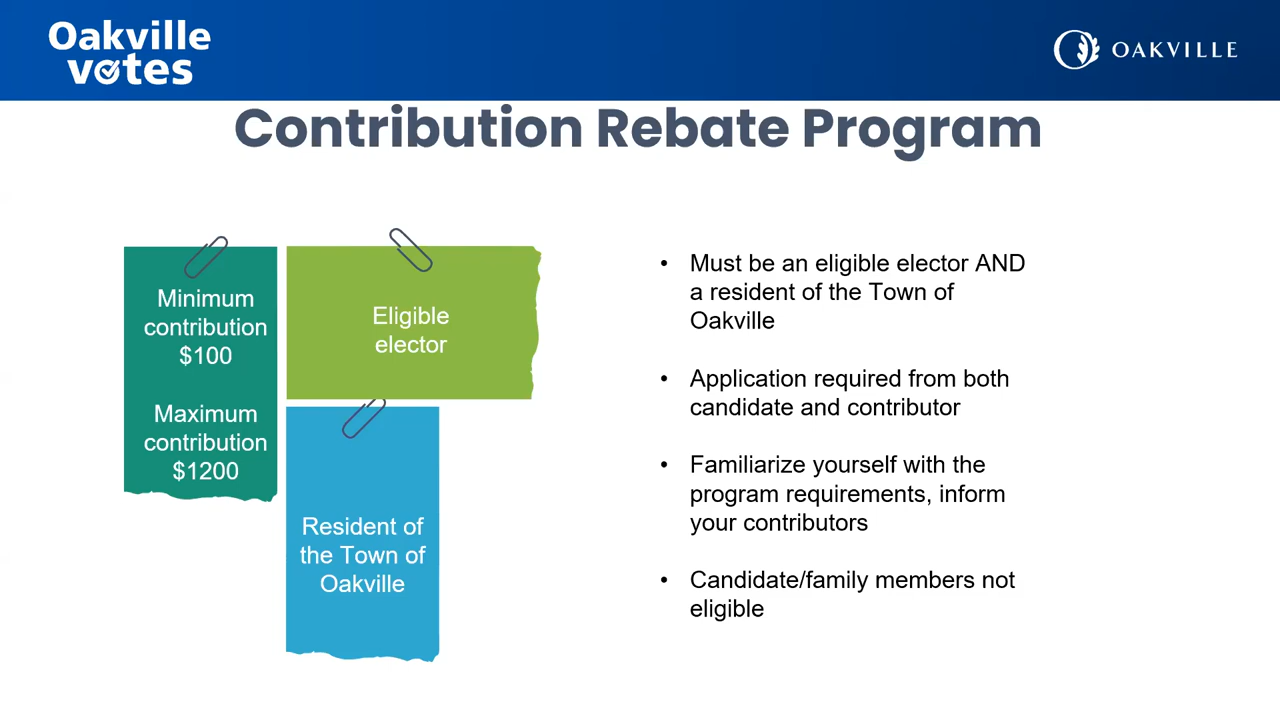 Oakville
votes
OAKVILLE
Contribution Rebate Program
Minimum
contribution
$100
Maximum
contribution
$1200
Eligible
elector
Resident of
the Town of
Oakville
• Must be an eligible elector AND
a resident of the Town of
Oakville
• Application required from both
candidate and contributor
• Familiarize yourself with the
program requirements, inform
your contributors
• Candidate/family members not
eligible